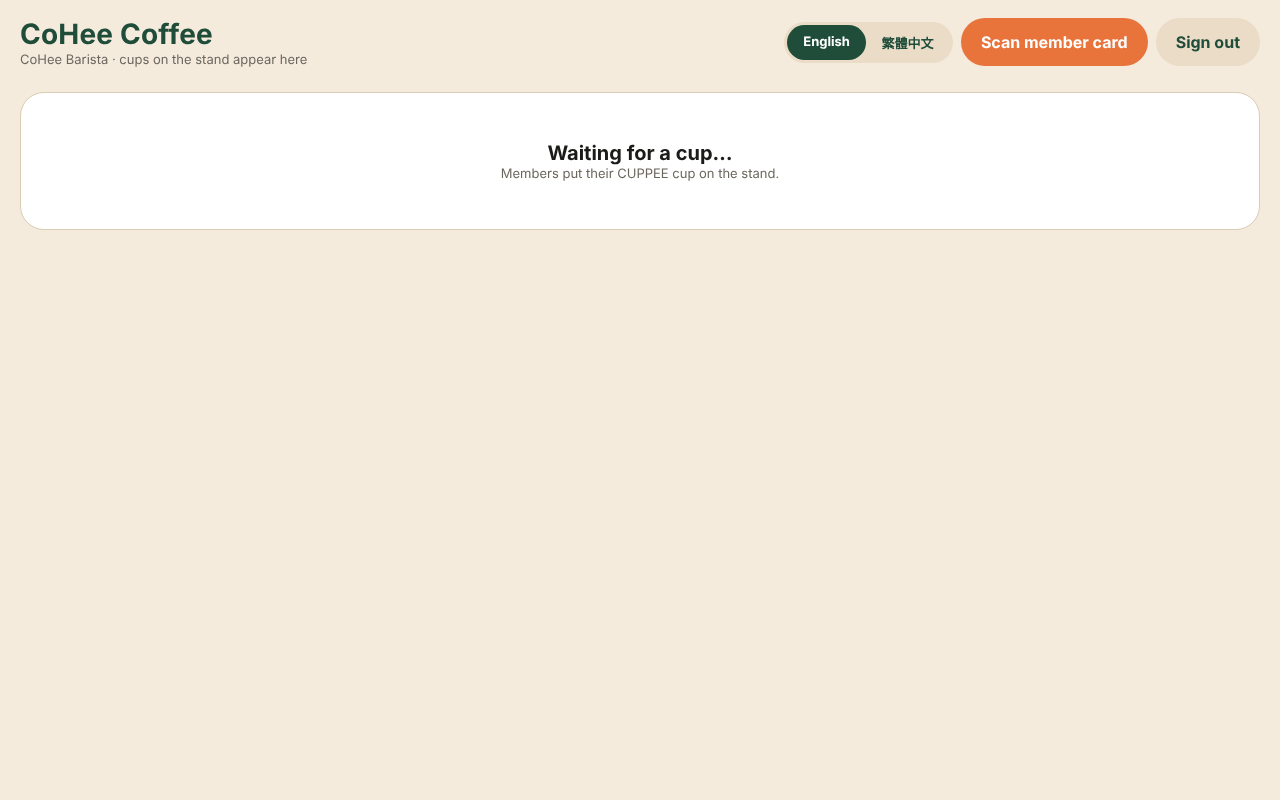 CoHee Coffee
CoHee Barista · cups on the stand appear here
English
繁體中文
Scan member card
Sign out
Waiting for a cup…
Members put their CUPPEE cup on the stand.